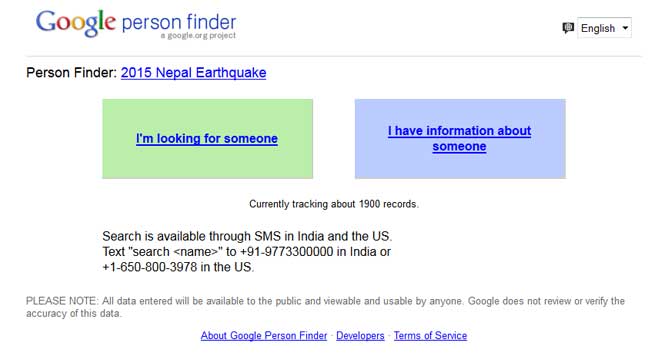 Google person finder
a google.org project
English
Person Finder: 2015 Nepal Earthquake
I'm looking for someone
I have information about
someone
Currently tracking about 1900 records.
Search is available through SMS in India and the US.
Text "search <name>" to +91-9773300000 in India or
+1-650-800-3978 in the US.
PLEASE NOTE: All data entered will be available to the public and viewable and usable by anyone. Google does not review or verify the
accuracy of this data.
About Google Person Finder · Developers · Terms of Service